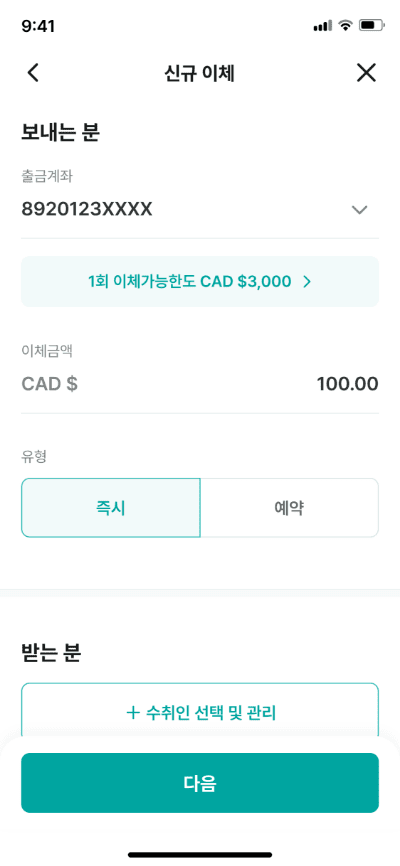 9:41
신규 이체
보내는 분
출금계좌
8920123XXXX
1회 이체가능한도 CAD $3,000
이체금액
CAD $ 100.00
유형
즉시 예약
받는 분
+ 수취인 선택 및 관리
다음